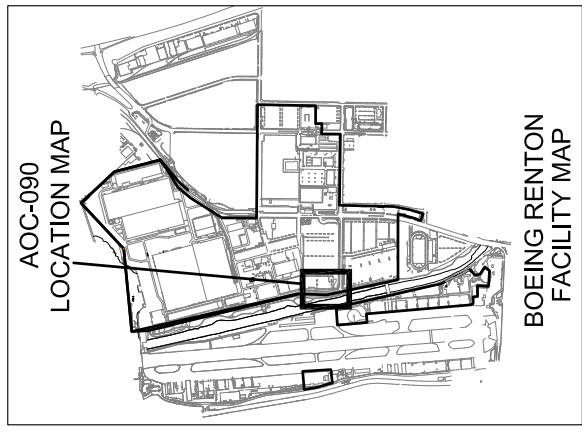 AOC-090
LOCATION MAP
BOEING RENTON
FACILITY MAP